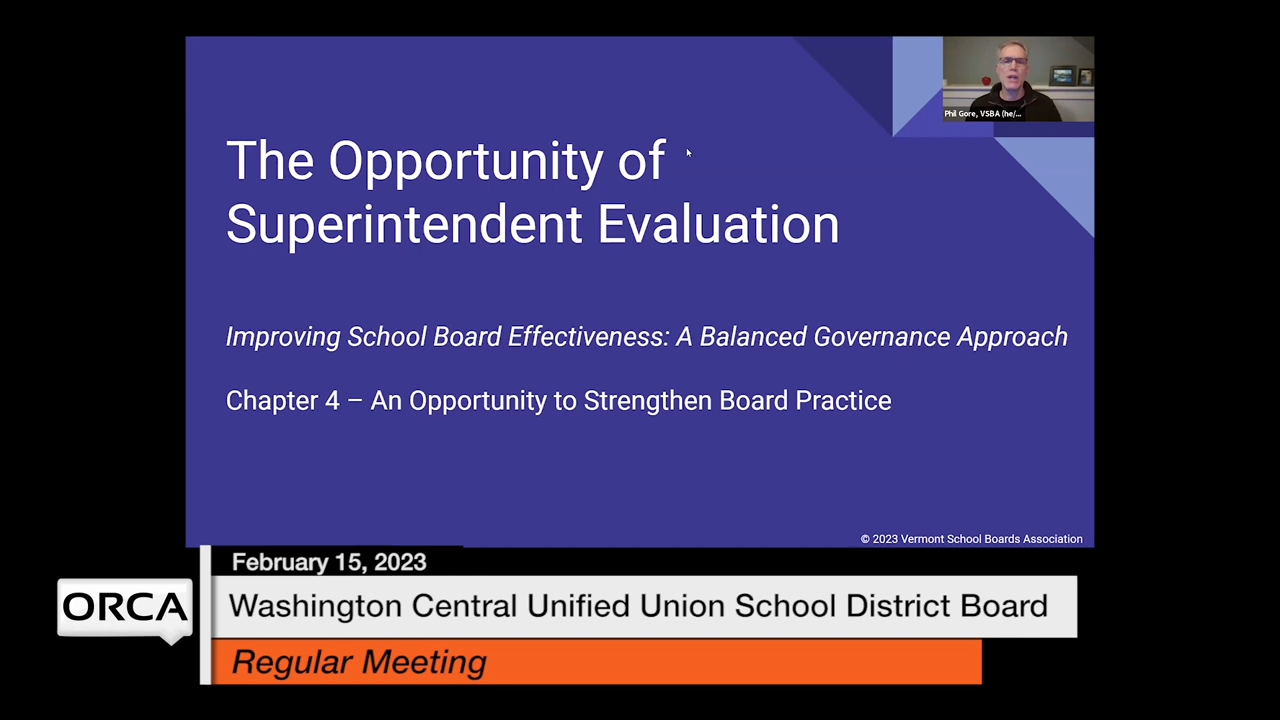 Phil Gore, VSBA (he/...
The Opportunity of
Superintendent Evaluation
Improving School Board Effectiveness: A Balanced Governance Approach
Chapter 4 – An Opportunity to Strengthen Board Practice
© 2023 Vermont School Boards Association
February 15, 2023
ORCA
Washington Central Unified Union School District Board
Regular Meeting